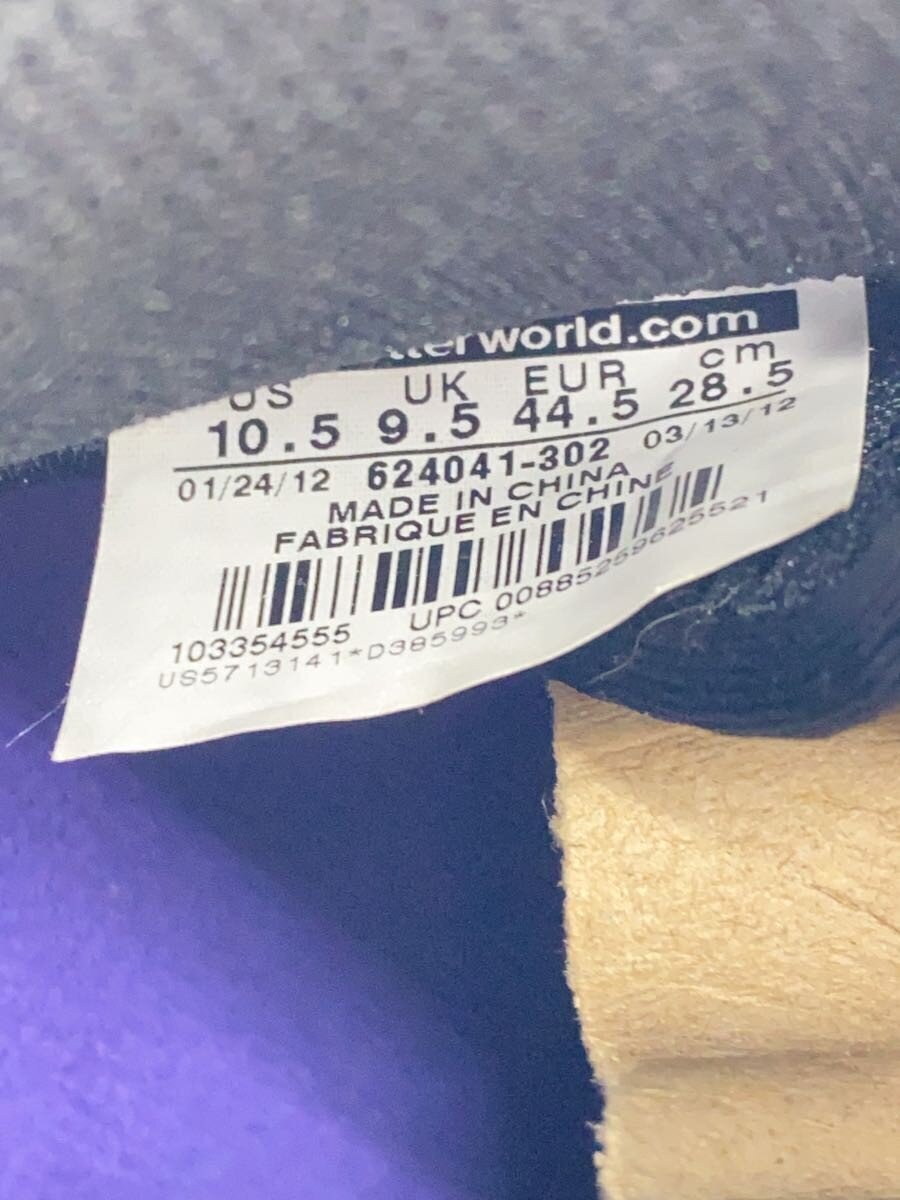 tterworld.com
US UK EUR cm
10.5 9.5 44.5 28.5
01/24/12 624041-302 03/13/12
MADE IN CHINA
FABRIQUE EN CHINE
103354555 UPC 00885259625521
US5713141*D385993*